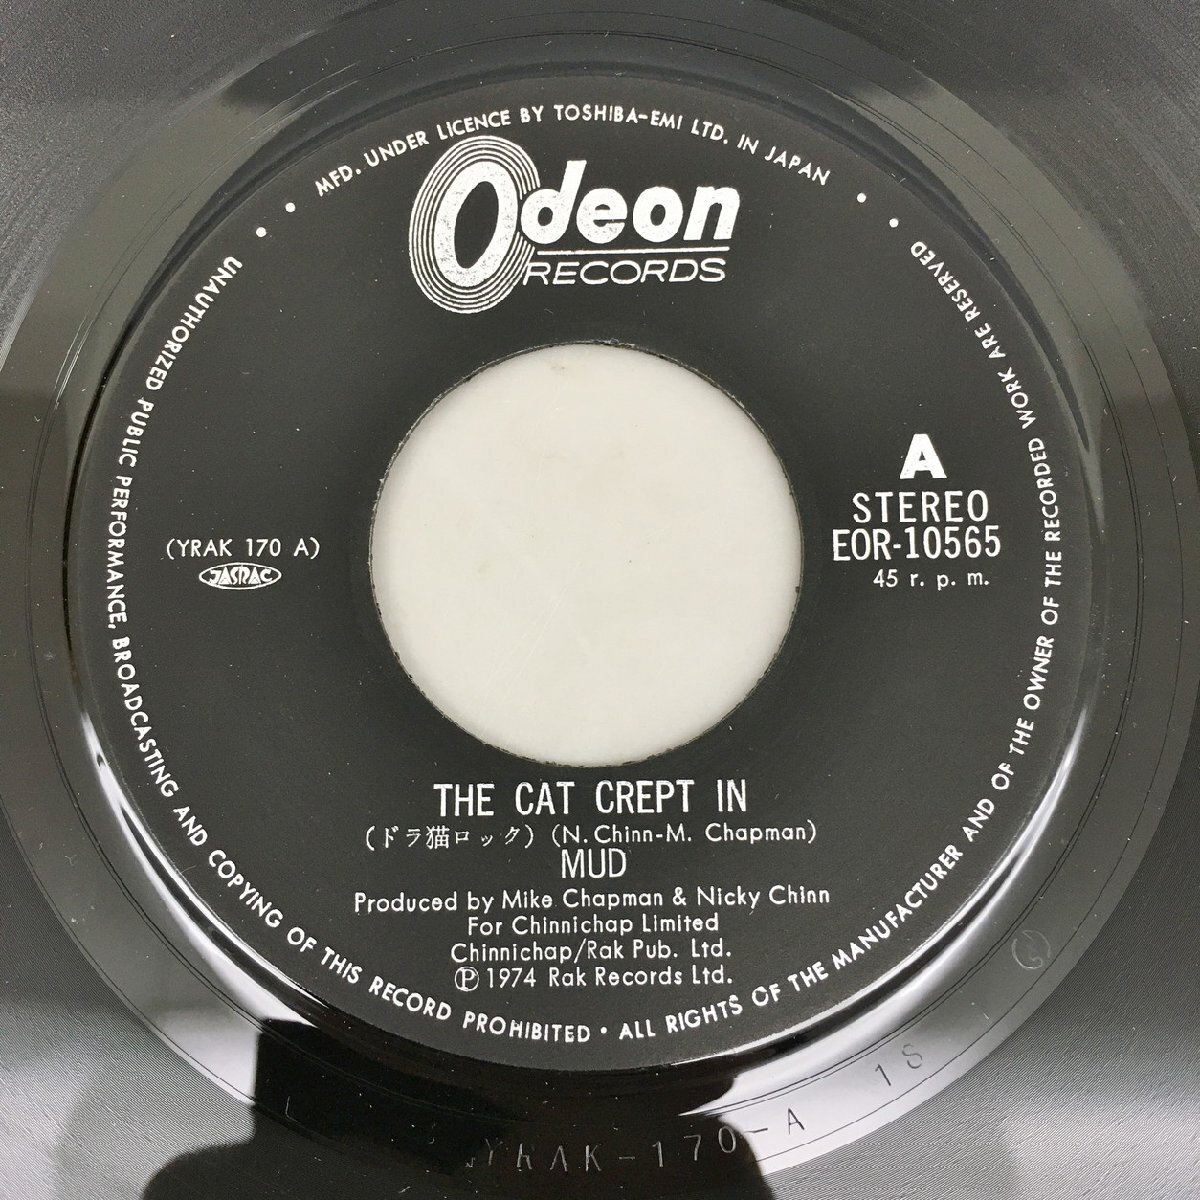 MFD. UNDER LICENCE BY TOSHIBA-EMI LTD. IN JAPAN
Odeon
RECORDS
A
STEREO
EOR-10565
45 r. p. m.
(YRAK 170 A)
JASRAC
THE CAT CREPT IN
(ドラ猫ロック) (N. Chinn-M. Chapman)
MUD
Produced by Mike Chapman & Nicky Chinn
For Chinnichap Limited
Chinnichap/Rak Pub. Ltd.
℗ 1974 Rak Records Ltd.
UNAUTHORIZED PUBLIC PERFORMANCE, BROADCASTING AND COPYING OF THIS RECORD PROHIBITED • ALL RIGHTS OF THE MANUFACTURER AND OF THE OWNER OF THE RECORDED WORK ARE RESERVED
YRAK-170-A 1S